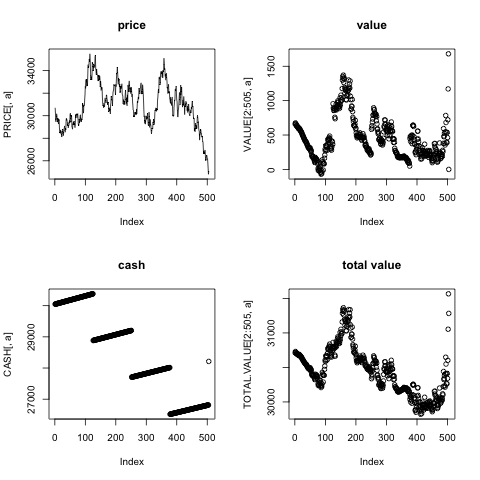 price
PRICE[, a]
26000 30000 34000
0 100 200 300 400 500
Index
value
VALUE[2:505, a]
0 500 1000 1500
0 100 200 300 400 500
Index
cash
CASH[, a]
27000 29000
0 100 200 300 400 500
Index
total value
TOTAL.VALUE[2:505, a]
30000 31000
0 100 200 300 400 500
Index